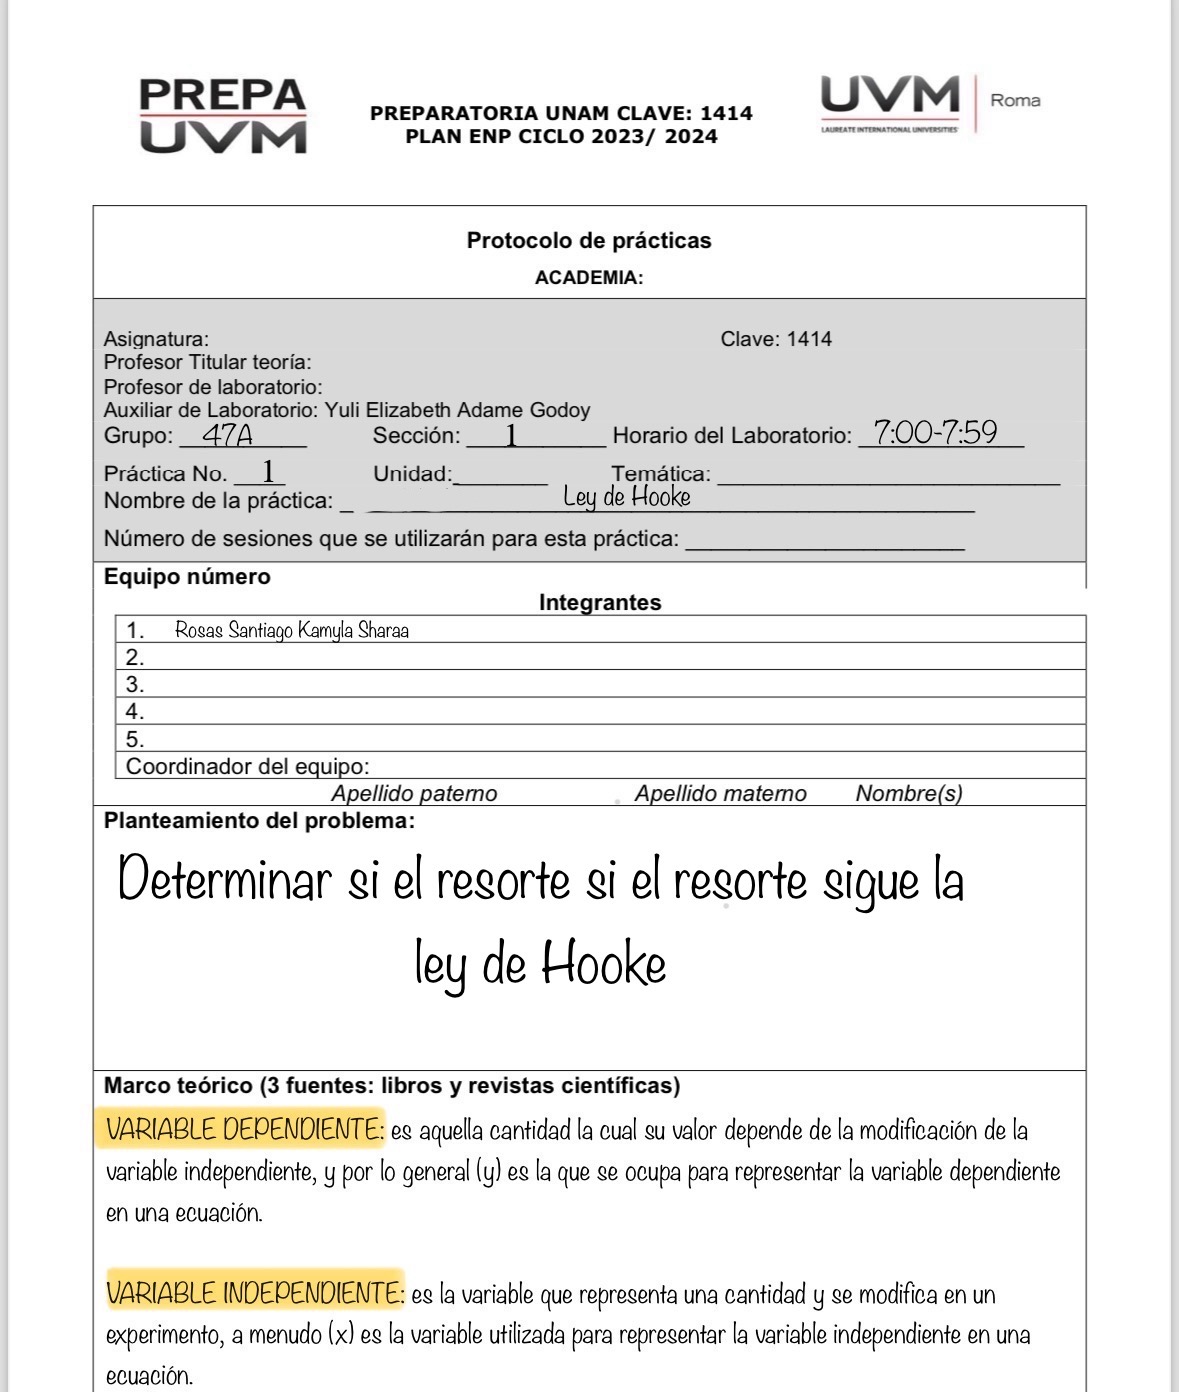 PREPA
UVM
PREPARATORIA UNAM CLAVE: 1414
PLAN ENP CICLO 2023/ 2024
UVM
LAUREATE INTERNATIONAL UNIVERSITIES
Roma
Protocolo de prácticas
ACADEMIA:
Asignatura: Clave: 1414
Profesor Titular teoría:
Profesor de laboratorio:
Auxiliar de Laboratorio: Yuli Elizabeth Adame Godoy
Grupo: 47A Sección: 1 Horario del Laboratorio: 7:00-7:59
Práctica No. 1 Unidad: Temática:
Nombre de la práctica: Ley de Hooke
Número de sesiones que se utilizarán para esta práctica:
Equipo número
Integrantes
1. Rosas Santiago Kamyla Sharaa
2.
3.
4.
5.
Coordinador del equipo:
Apellido paterno Apellido materno Nombre(s)
Planteamiento del problema:
Determinar si el resorte si el resorte sigue la
ley de Hooke
Marco teórico (3 fuentes: libros y revistas científicas)
VARIABLE DEPENDIENTE: es aquella cantidad la cual su valor depende de la modificación de la
variable independiente, y por lo general (y) es la que se ocupa para representar la variable dependiente
en una ecuación.
VARIABLE INDEPENDIENTE: es la variable que representa una cantidad y se modifica en un
experimento, a menudo (x) es la variable utilizada para representar la variable independiente en una
ecuación.